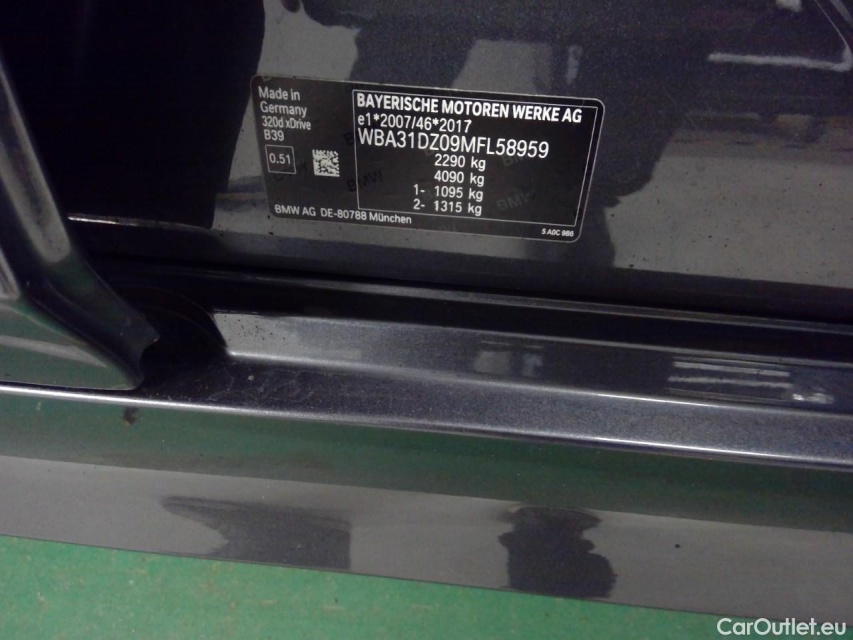 Made in
Germany
320d xDrive
B39
0.51
BAYERISCHE MOTOREN WERKE AG
e1*2007/46*2017
WBA31DZ09MFL58959
2290 kg
4090 kg
1- 1095 kg
2- 1315 kg
BMW AG DE-80788 München
5 A0C 9B6
CarOutlet.eu